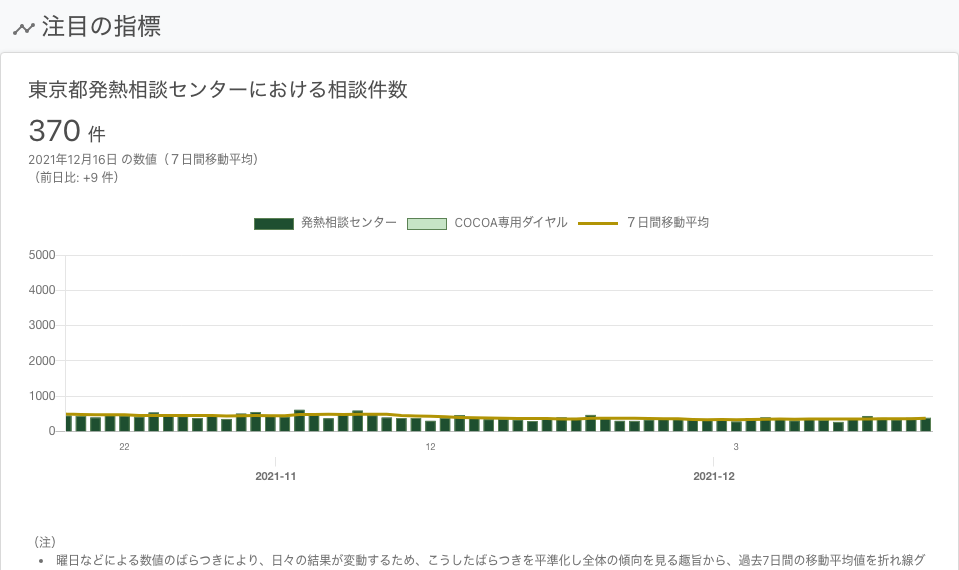 注目の指標
東京都発熱相談センターにおける相談件数
370 件
2021年12月16日 の数値（７日間移動平均）
（前日比: +9 件）
発熱相談センター COCOA専用ダイヤル ７日間移動平均
5000
4000
3000
2000
1000
0
22 12 3
2021-11 2021-12
（注）
• 曜日などによる数値のばらつきにより、日々の結果が変動するため、こうしたばらつきを平準化し全体の傾向を見る趣旨から、過去7日間の移動平均値を折れ線グ